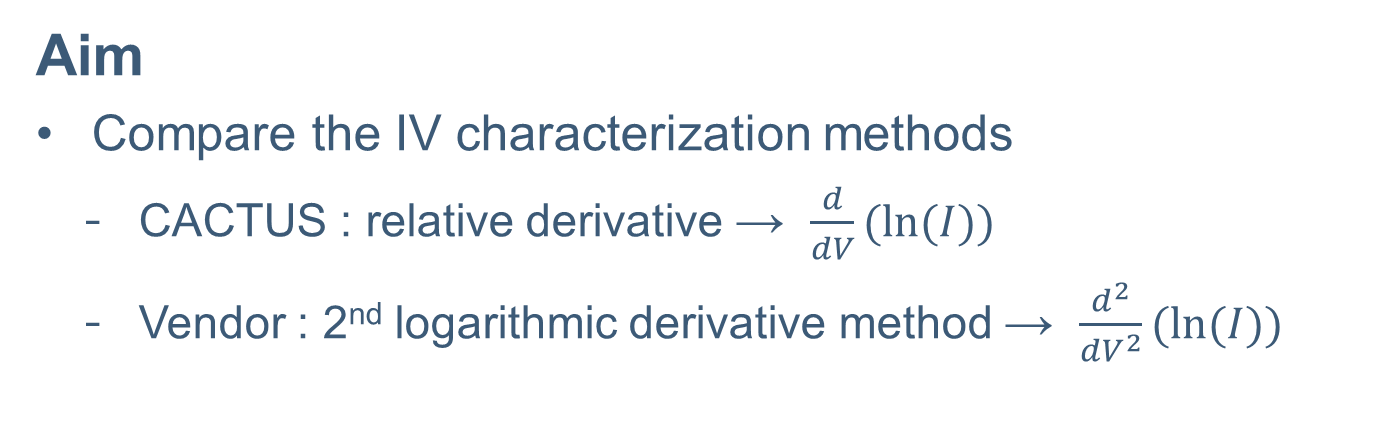 Aim
• Compare the IV characterization methods
- CACTUS : relative derivative → d/dV (ln(I))
- Vendor : 2nd logarithmic derivative method → d²/dV² (ln(I))